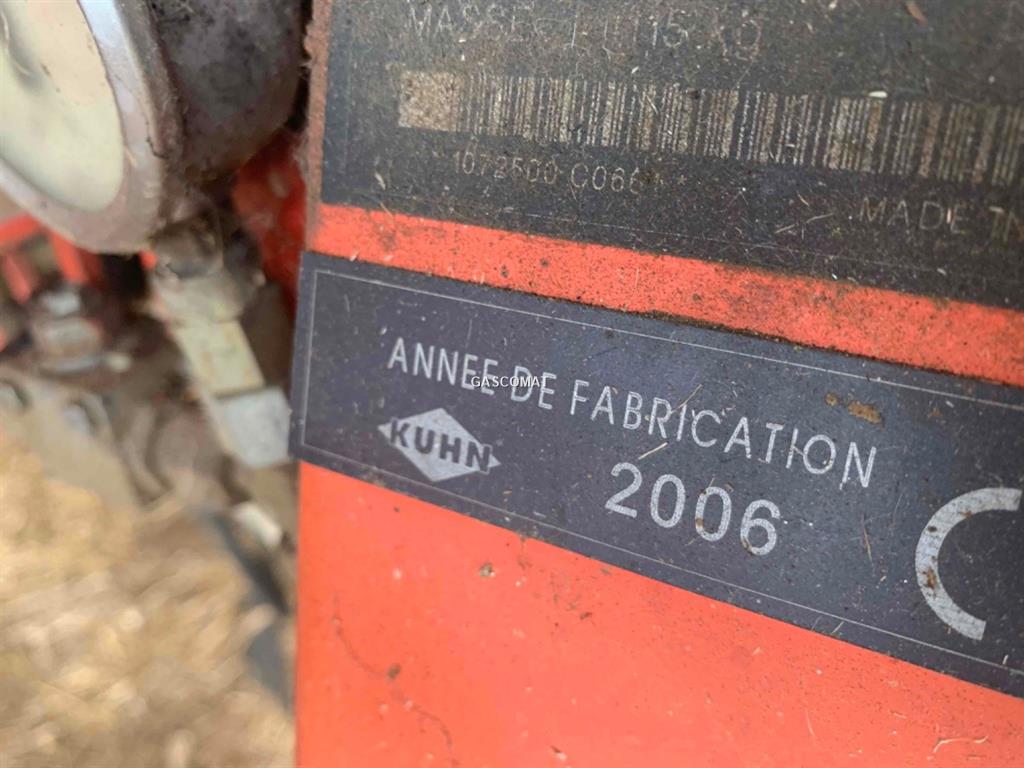 1072500 C066
MADE IN
ANNEE DE FABRICATION
GASCOMAT
KUHN
2006
C